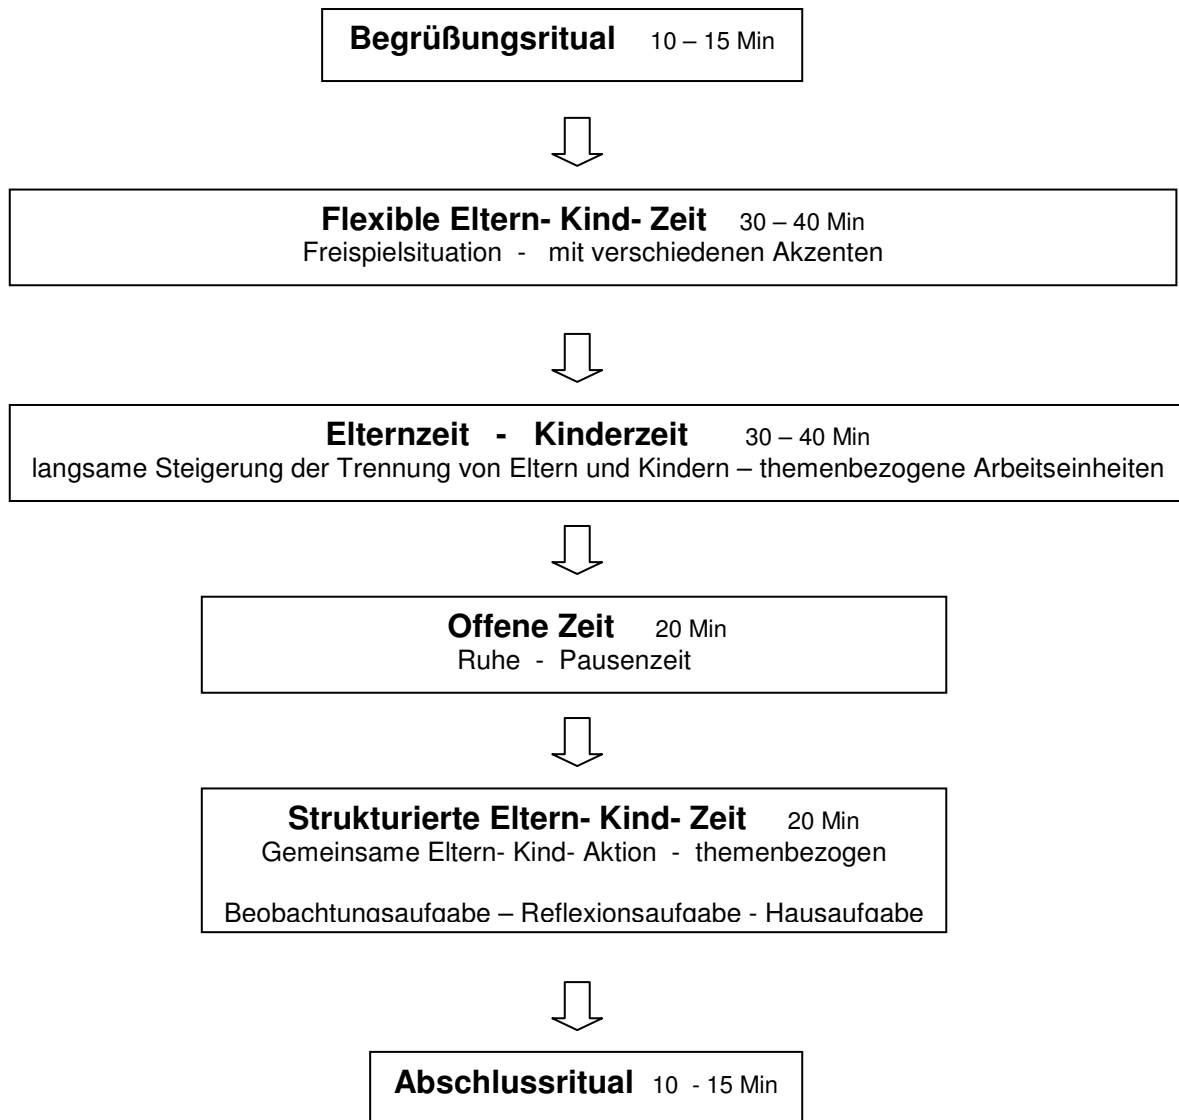 Begrüßungsritual 10 – 15 Min
Flexible Eltern- Kind- Zeit 30 – 40 Min
Freispielsituation - mit verschiedenen Akzenten
Elternzeit - Kinderzeit 30 – 40 Min
langsame Steigerung der Trennung von Eltern und Kindern – themenbezogene Arbeitseinheiten
Offene Zeit 20 Min
Ruhe - Pausenzeit
Strukturierte Eltern- Kind- Zeit 20 Min
Gemeinsame Eltern- Kind- Aktion - themenbezogen
Beobachtungsaufgabe – Reflexionsaufgabe - Hausaufgabe
Abschlussritual 10 - 15 Min